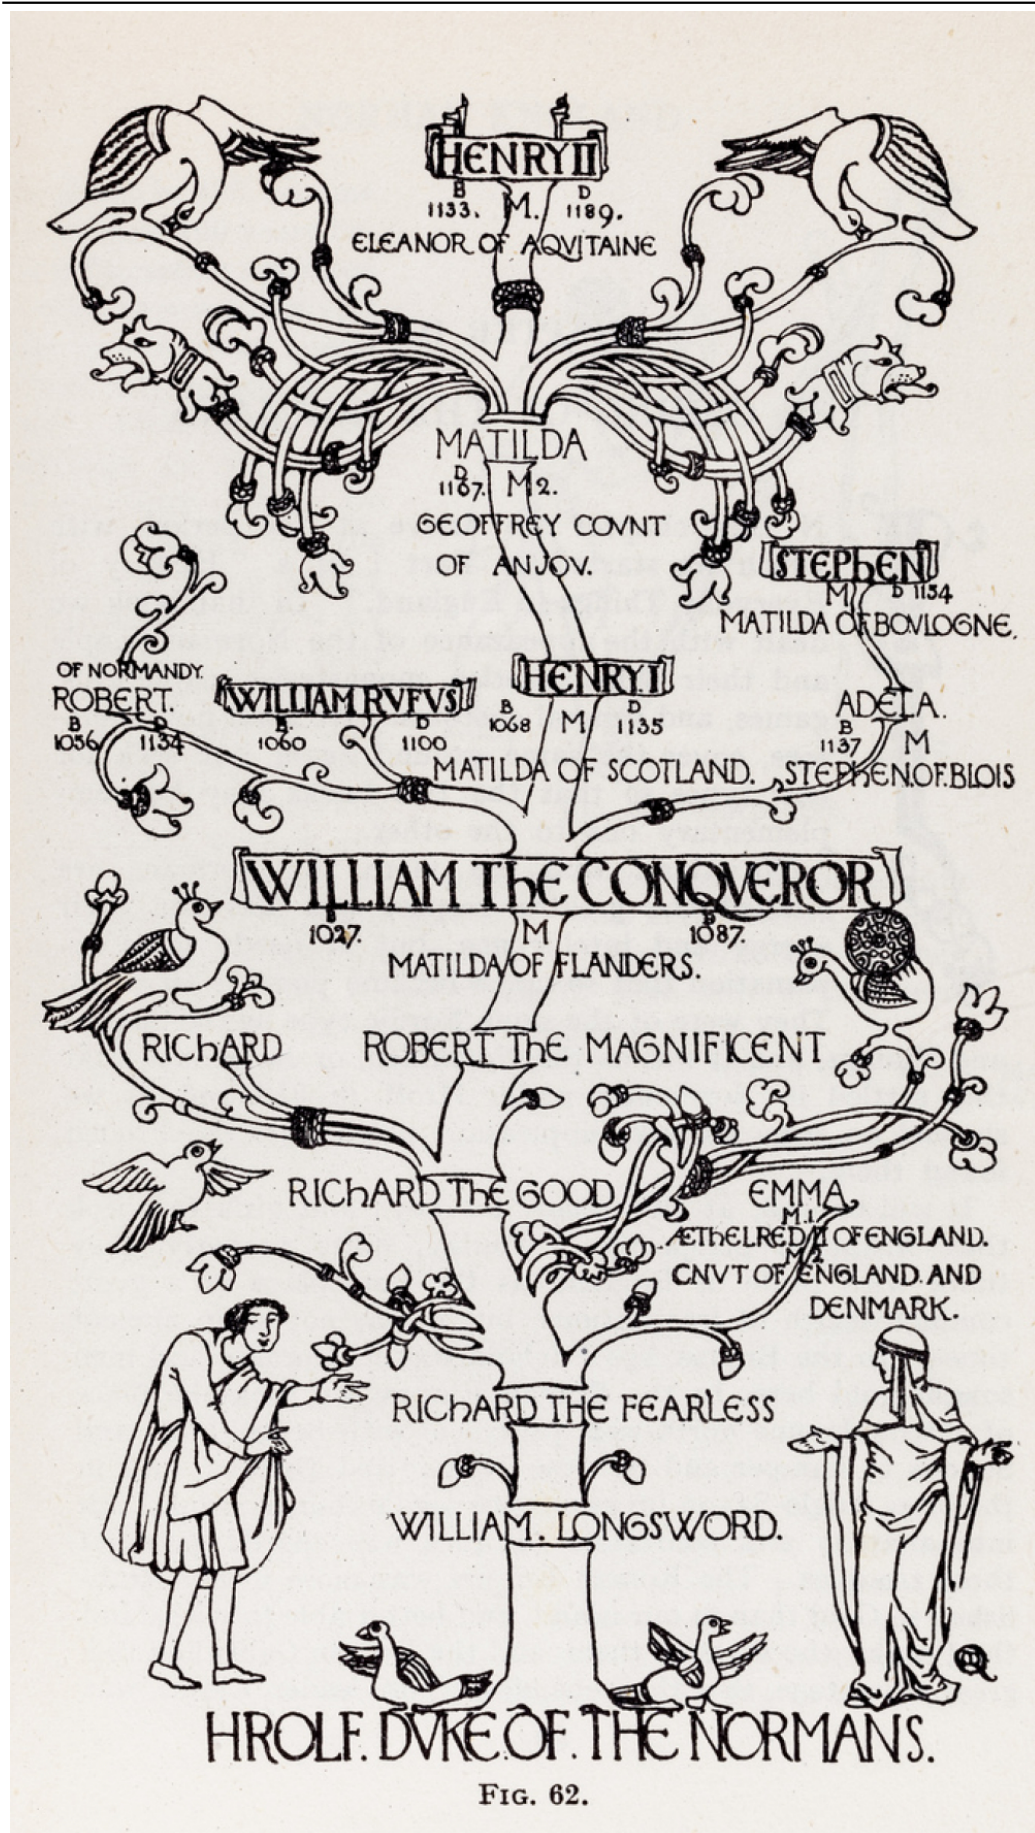 HENRY II
B
1133. M. D
1189.
ELEANOR OF AQVITAINE
MATILDA
D
1167. M2.
GEOFFREY COVNT
OF ANJOV.
STEPHEN
M D 1154
MATILDA OF BOVLOGNE.
OF NORMANDY.
ROBERT.
B
1056 D
1134
WILLIAM RVFVS
B.
1060 D
1100
HENRY. I
B
1068 M D
1135
MATILDA OF SCOTLAND.
ADELA.
B
1137 M
STEPHEN.OF.BLOIS
WILLIAM THE CONQVEROR
1027. M D
1087.
MATILDA OF FLANDERS.
RICHARD
ROBERT THE MAGNIFICENT
RICHARD THE GOOD
EMMA
M.1
ÆTHELRED II OF ENGLAND.
M.2
CNVT OF ENGLAND. AND
DENMARK.
RICHARD THE FEARLESS
WILLIAM. LONGSWORD.
HROLF. DVKE. OF. THE NORMANS.
FIG. 62.